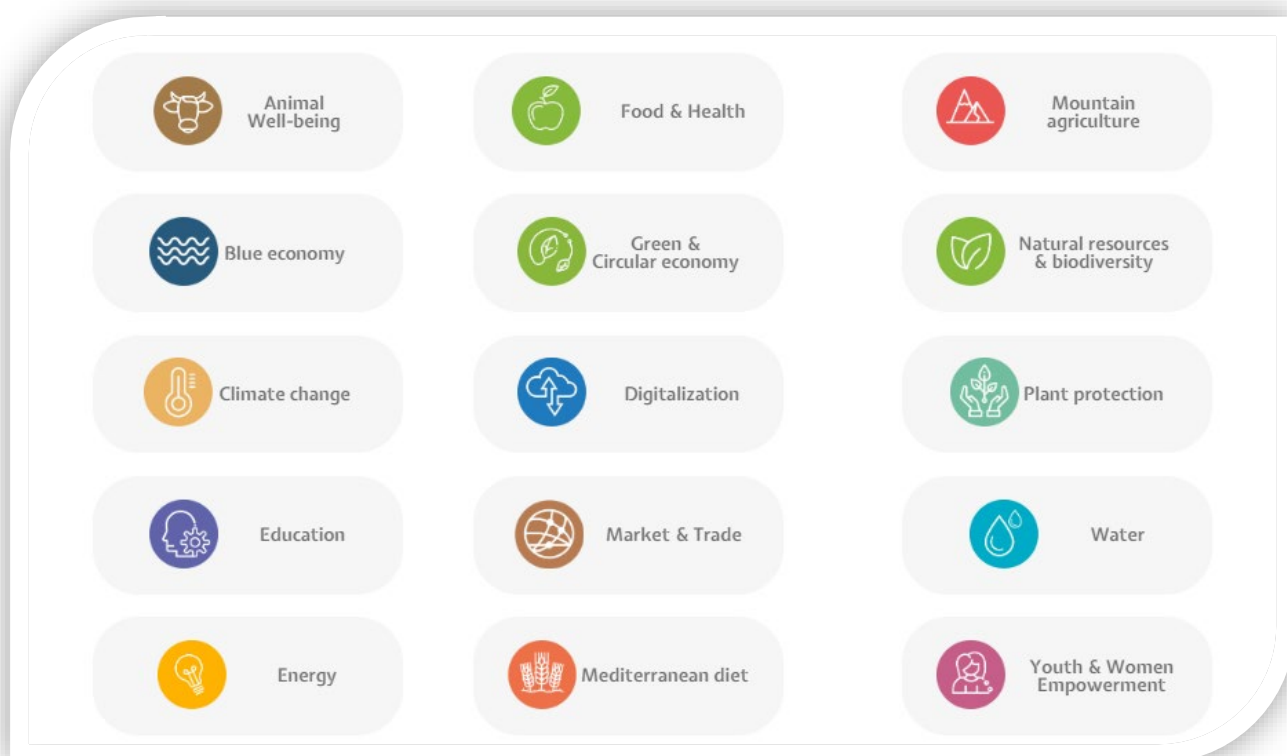 Animal
Well-being
Food & Health
Mountain
agriculture
Blue economy
Green &
Circular economy
Natural resources
& biodiversity
Climate change
Digitalization
Plant protection
Education
Market & Trade
Water
Energy
Mediterranean diet
Youth & Women
Empowerment